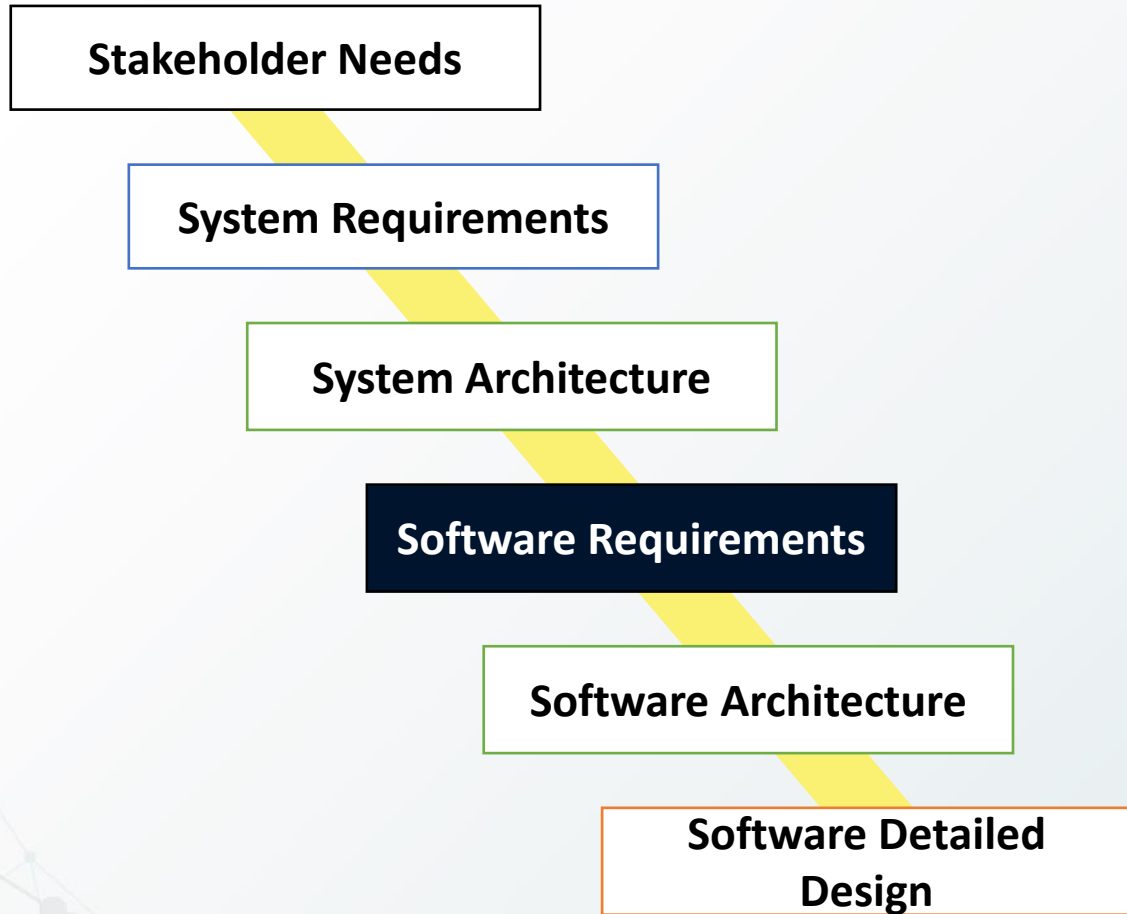 Stakeholder Needs
System Requirements
System Architecture
Software Requirements
Software Architecture
Software Detailed
Design